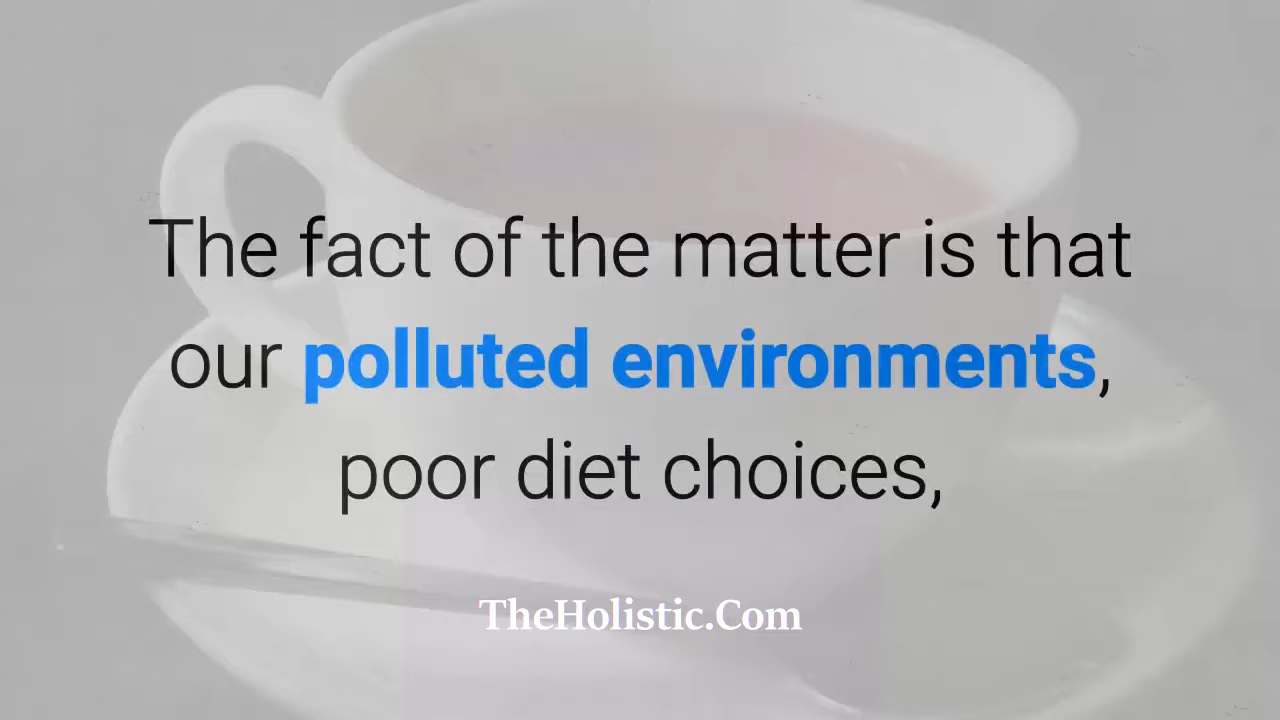 The fact of the matter is that
our polluted environments,
poor diet choices,
TheHolistic.Com